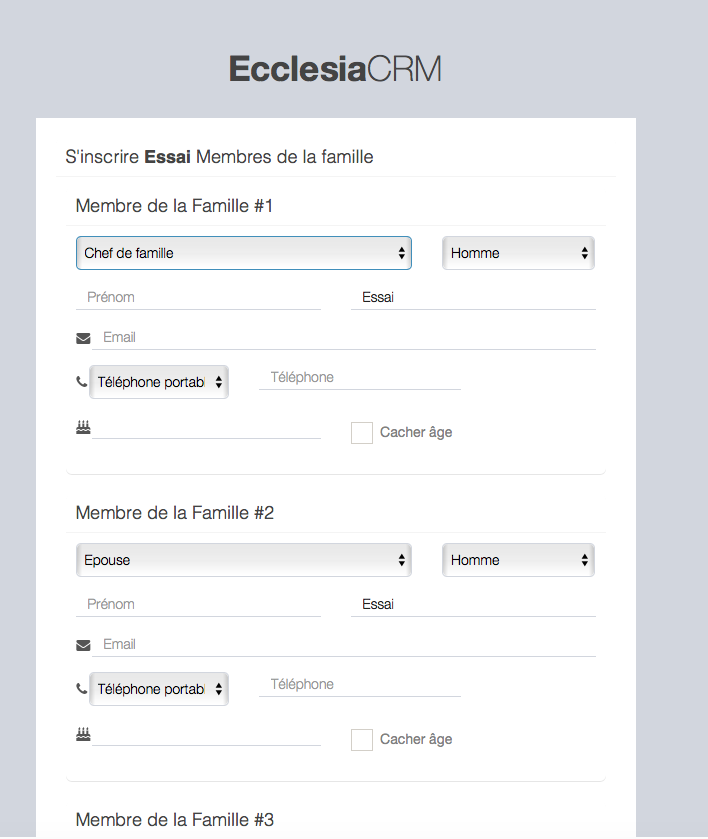 EcclesiaCRM
S'inscrire Essai Membres de la famille
Membre de la Famille #1
Chef de famille Homme
Prénom Essai
Email
Téléphone portabl Téléphone
Cacher âge
Membre de la Famille #2
Epouse Homme
Prénom Essai
Email
Téléphone portabl Téléphone
Cacher âge
Membre de la Famille #3